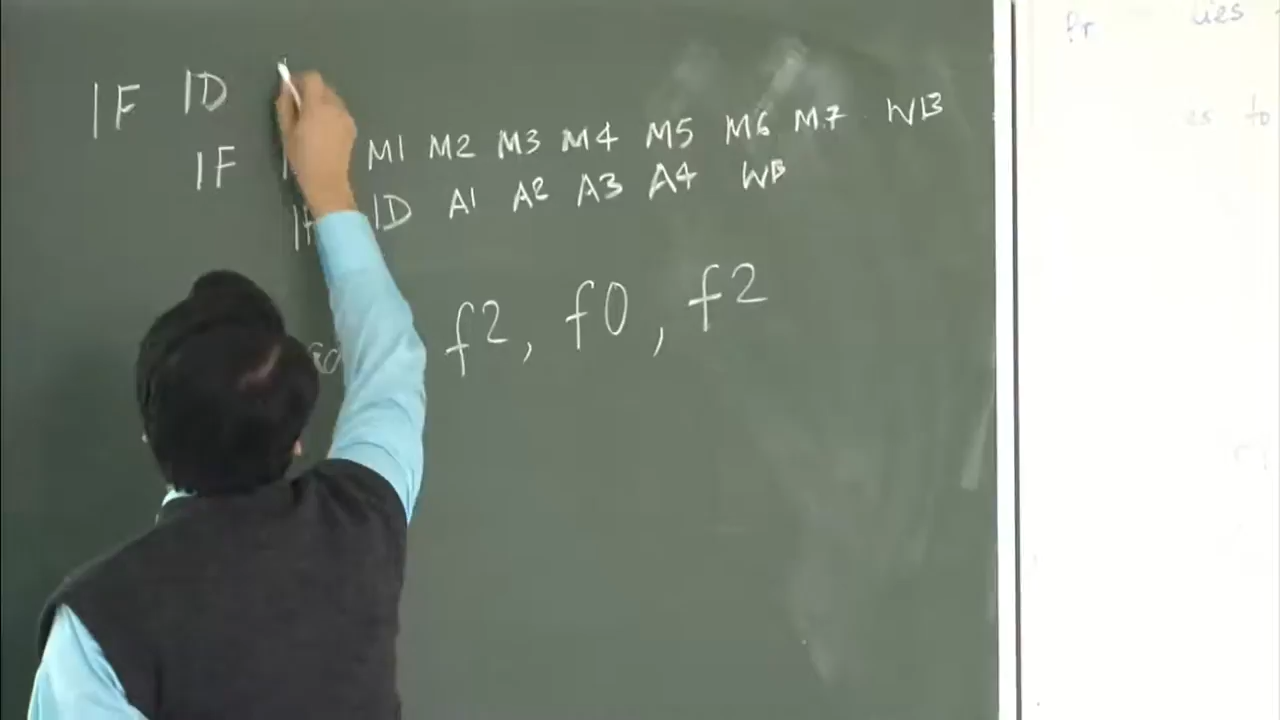 IF ID
IF M1 M2 M3 M4 M5 M6 M7 WB
IF ID A1 A2 A3 A4 WB
f2, f0, f2